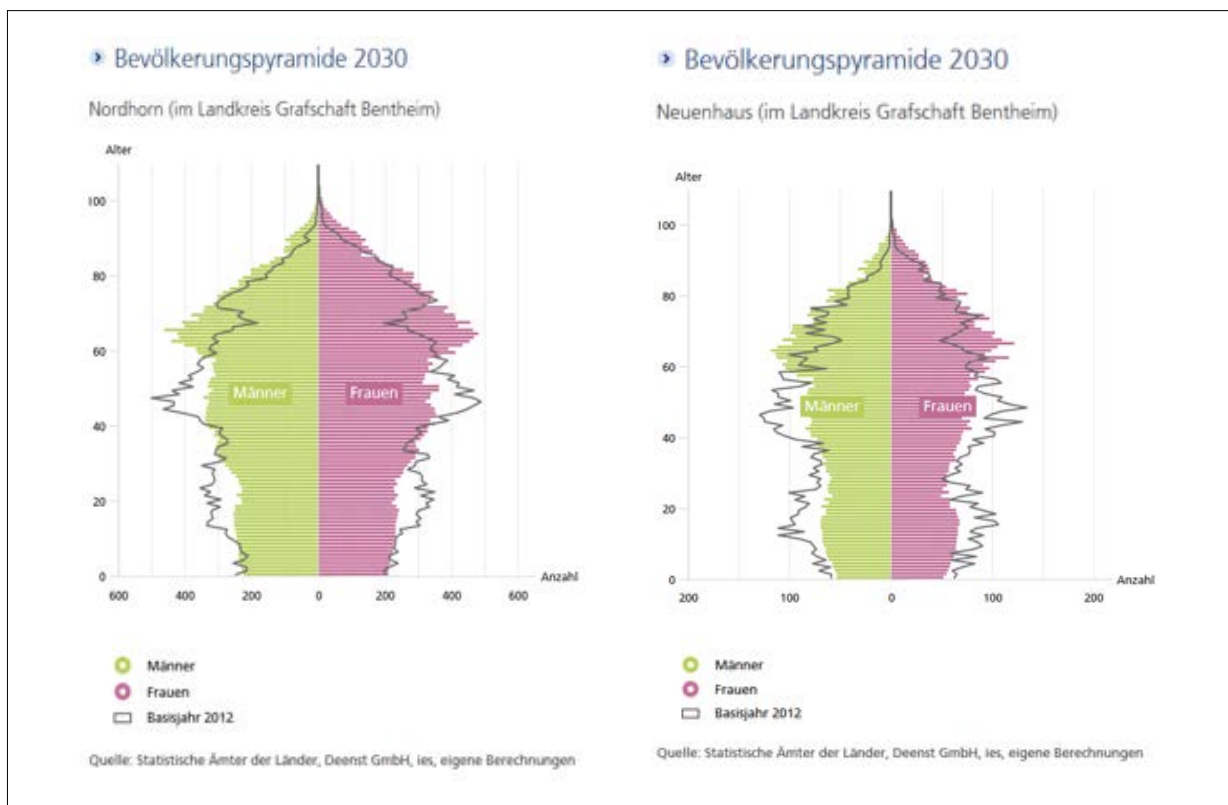 Bevölkerungspyramide 2030
Nordhorn (im Landkreis Grafschaft Bentheim)
Alter
100
80
60
40
20
0
Männer
Frauen
Anzahl
600 400 200 0 200 400 600
Männer
Frauen
Basisjahr 2012
Quelle: Statistische Ämter der Länder, Deenst GmbH, ies, eigene Berechnungen
Bevölkerungspyramide 2030
Neuenhaus (im Landkreis Grafschaft Bentheim)
Alter
100
80
60
40
20
0
Männer
Frauen
Anzahl
200 100 0 100 200
Männer
Frauen
Basisjahr 2012
Quelle: Statistische Ämter der Länder, Deenst GmbH, ies, eigene Berechnungen